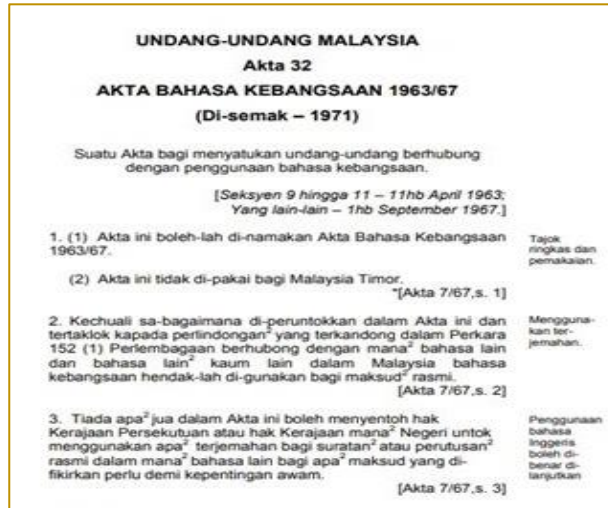 UNDANG-UNDANG MALAYSIA
Akta 32
AKTA BAHASA KEBANGSAAN 1963/67
(Di-semak – 1971)
Suatu Akta bagi menyatukan undang-undang berhubung
dengan penggunaan bahasa kebangsaan.
[Seksyen 9 hingga 11 – 11hb April 1963;
Yang lain-lain – 1hb September 1967.]
1. (1) Akta ini boleh-lah di-namakan Akta Bahasa Kebangsaan
1963/67.
Tajok
ringkas dan
pemakaian.
(2) Akta ini tidak di-pakai bagi Malaysia Timor.
*[Akta 7/67,s. 1]
2. Kechuali sa-bagaimana di-peruntokkan dalam Akta ini dan
tertaklok kapada perlindongan² yang terkandong dalam Perkara
152 (1) Perlembagaan berhubong dengan mana² bahasa lain
dan bahasa lain² kaum lain dalam Malaysia bahasa
kebangsaan hendak-lah di-gunakan bagi maksud² rasmi.
[Akta 7/67,s. 2]
Mengguna-
kan ter-
jemahan.
3. Tiada apa² jua dalam Akta ini boleh menyentoh hak
Kerajaan Persekutuan atau hak Kerajaan mana² Negeri untok
menggunakan apa² terjemahan bagi suratan² atau perutusan²
rasmi dalam mana² bahasa lain bagi apa² maksud yang di-
fikirkan perlu demi kepentingan awam.
[Akta 7/67,s. 3]
Penggunaan
bahasa
Inggeris
boleh di-
benar di-
lanjutkan